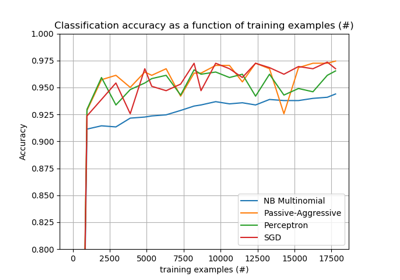 Classification accuracy as a function of training examples (#)
1.000
0.975
0.950
0.925
0.900
0.875
0.850
0.825
0.800
Accuracy
NB Multinomial
Passive-Aggressive
Perceptron
SGD
0 2500 5000 7500 10000 12500 15000 17500
training examples (#)